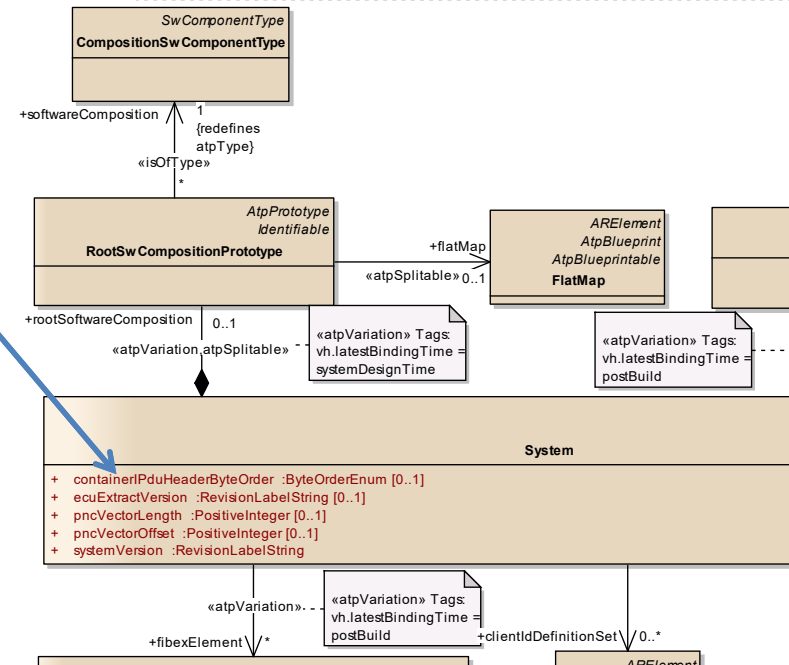 SwComponentType
CompositionSwComponentType
+softwareComposition
1
{redefines
atpType}
«isOfType»
*
AtpPrototype
Identifiable
RootSwCompositionPrototype
+flatMap
«atpSplitable»
0..1
ARElement
AtpBlueprint
AtpBlueprintable
FlatMap
+rootSoftwareComposition
0..1
«atpVariation,atpSplitable»
«atpVariation» Tags:
vh.latestBindingTime =
systemDesignTime
«atpVariation» Tags:
vh.latestBindingTime =
postBuild
System
+ containerIPduHeaderByteOrder :ByteOrderEnum [0..1]
+ ecuExtractVersion :RevisionLabelString [0..1]
+ pncVectorLength :PositiveInteger [0..1]
+ pncVectorOffset :PositiveInteger [0..1]
+ systemVersion :RevisionLabelString
«atpVariation»
«atpVariation» Tags:
vh.latestBindingTime =
postBuild
+fibexElement
*
+clientIdDefinitionSet
0..*
ARElement